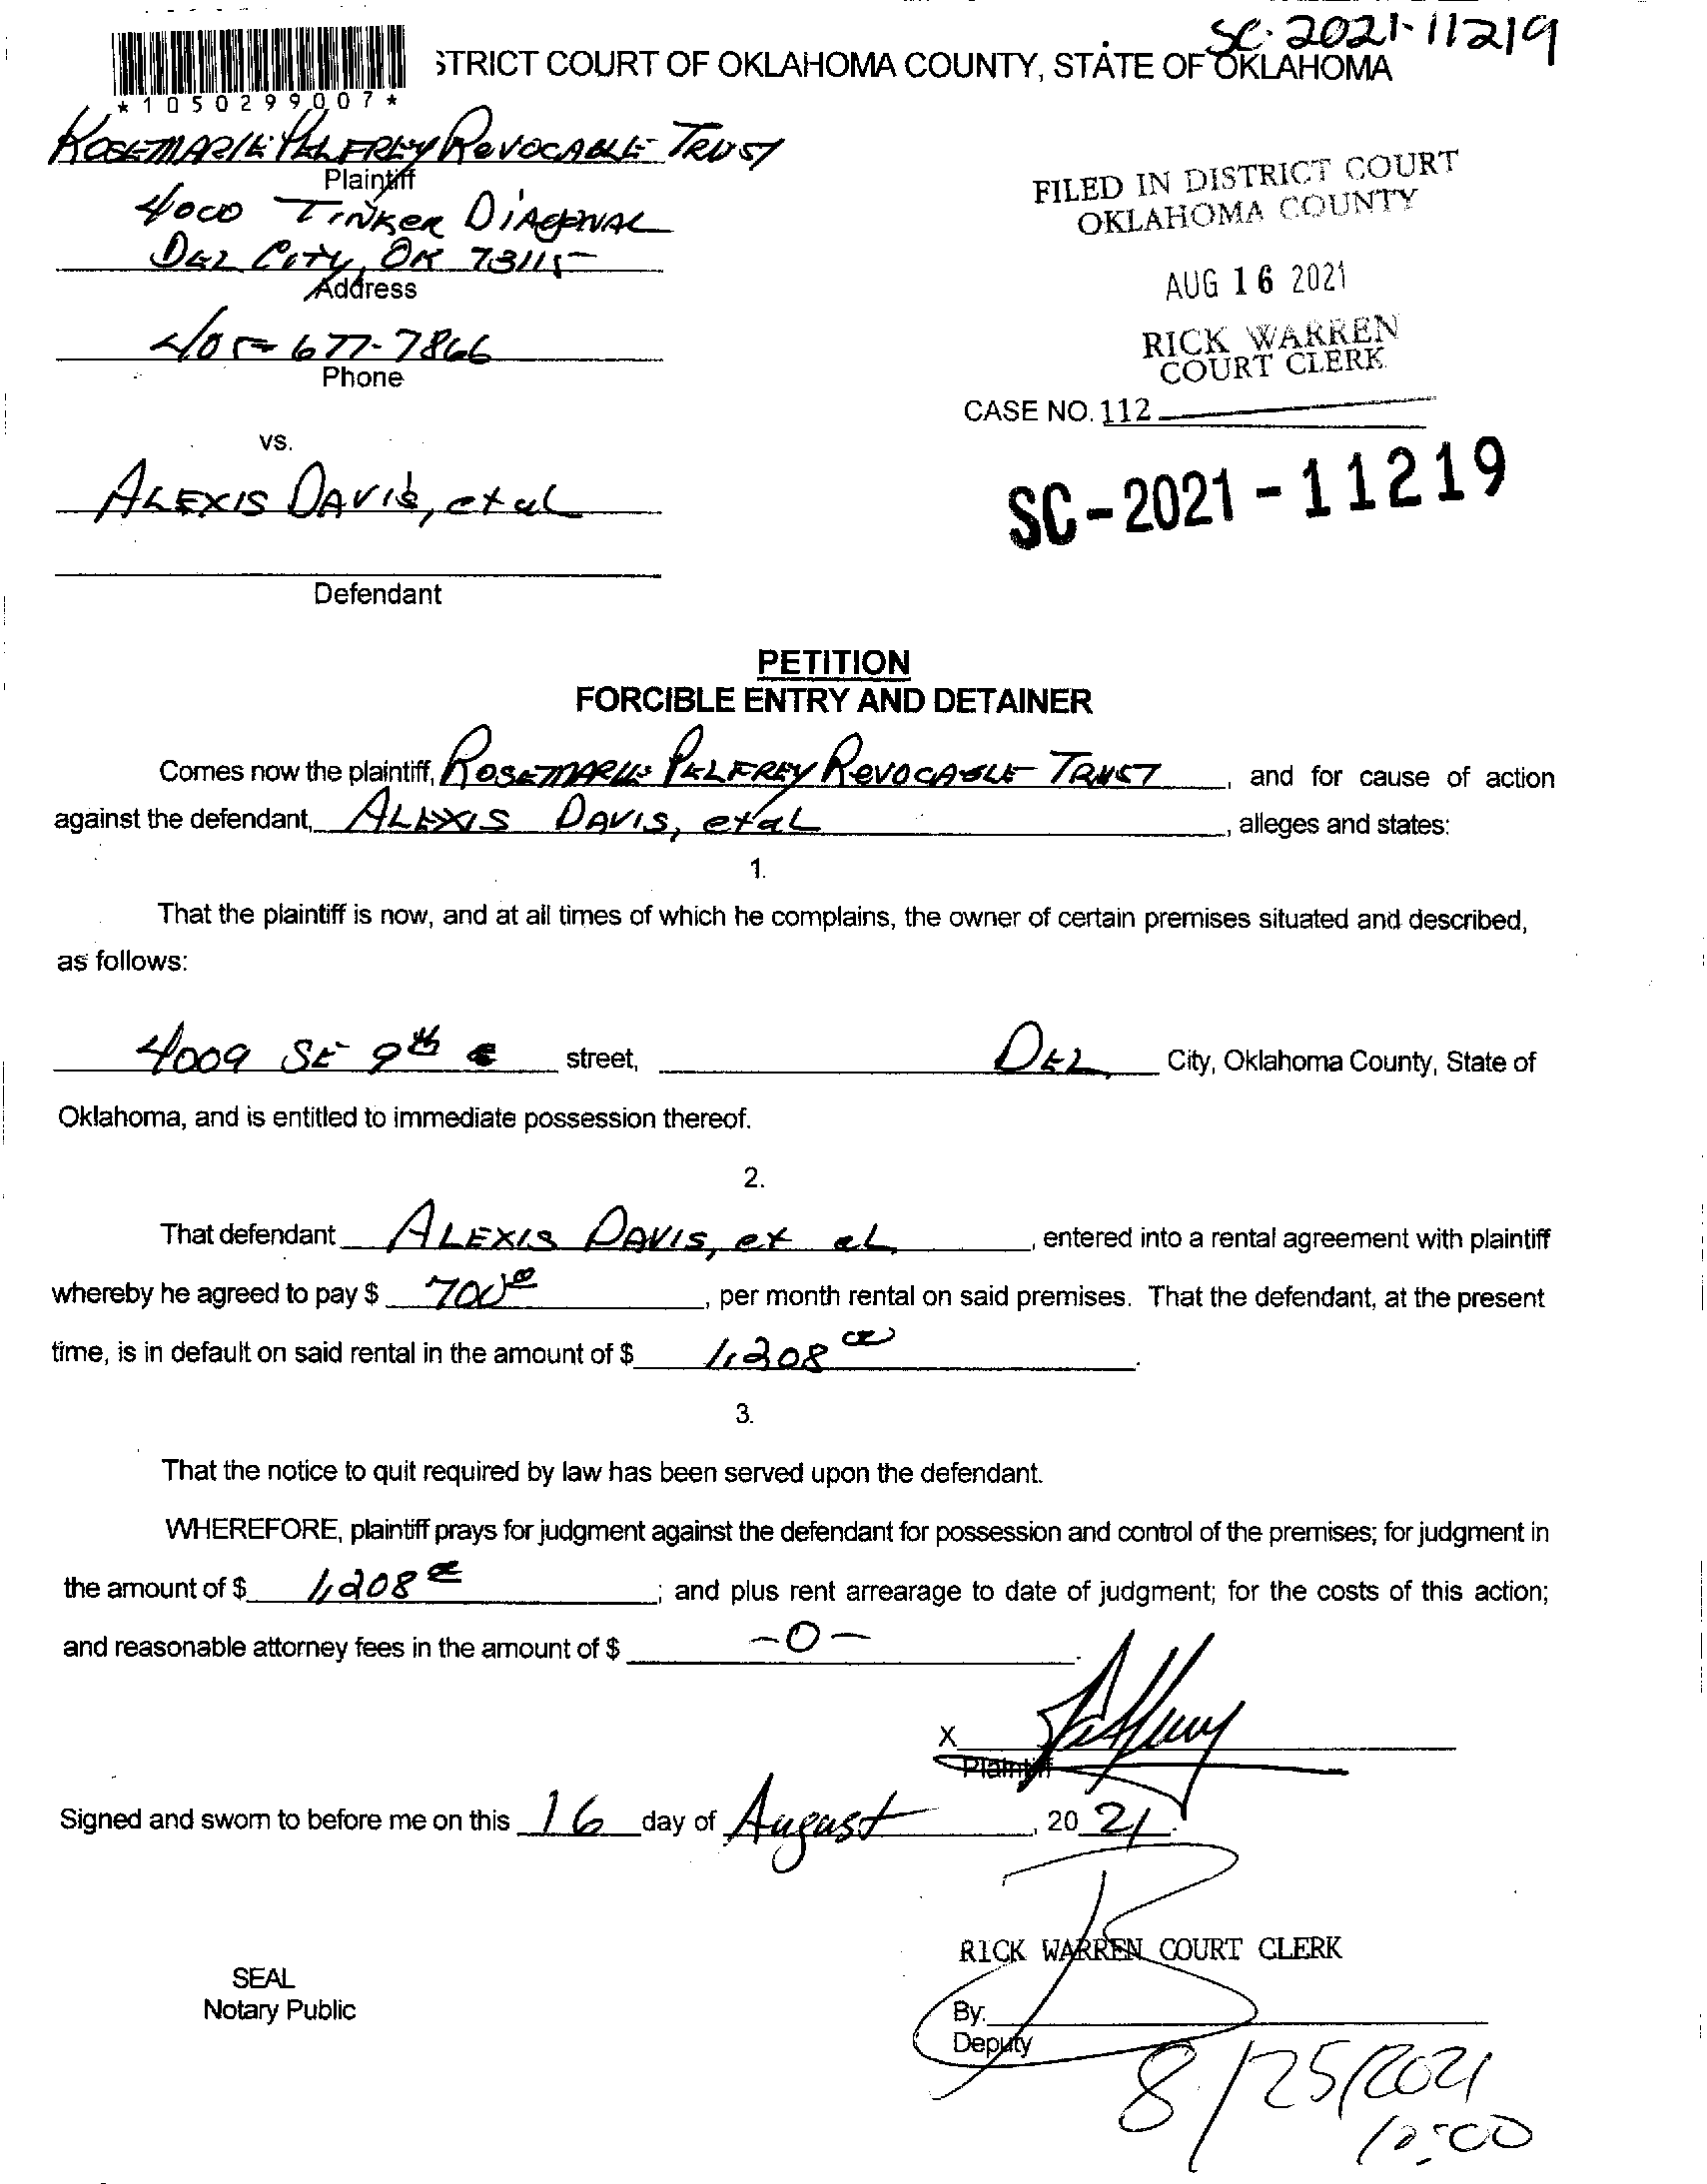 SC-2021-11219
STRICT COURT OF OKLAHOMA COUNTY, STATE OF OKLAHOMA
*1050299007*
ROSEMARIE PELFREY REVOCABLE TRUST
Plaintiff
4000 TINKER DIAGONAL
DEL CITY, OK 73115
Address
405-677-7866
Phone
FILED IN DISTRICT COURT
OKLAHOMA COUNTY
AUG 16 2021
RICK WARREN
COURT CLERK
CASE NO. 112
vs.
ALEXIS DAVIS, et al
SC-2021-11219
Defendant
PETITION
FORCIBLE ENTRY AND DETAINER
Comes now the plaintiff, ROSEMARIE PELFREY REVOCABLE TRUST, and for cause of action
against the defendant, ALEXIS DAVIS, et al, alleges and states:
1.
That the plaintiff is now, and at all times of which he complains, the owner of certain premises situated and described,
as follows:
4009 SE 9th street, DEL City, Oklahoma County, State of
Oklahoma, and is entitled to immediate possession thereof.
2.
That defendant ALEXIS DAVIS, et al, entered into a rental agreement with plaintiff
whereby he agreed to pay $ 700 00, per month rental on said premises. That the defendant, at the present
time, is in default on said rental in the amount of $ 1,208 00.
3.
That the notice to quit required by law has been served upon the defendant.
WHEREFORE, plaintiff prays for judgment against the defendant for possession and control of the premises; for judgment in
the amount of $ 1,208 00; and plus rent arrearage to date of judgment; for the costs of this action;
and reasonable attorney fees in the amount of $ -0-.
X
Plaintiff
Signed and sworn to before me on this 16 day of August, 2021.
RICK WARREN COURT CLERK
SEAL
Notary Public
By:
Deputy
8/25/2021